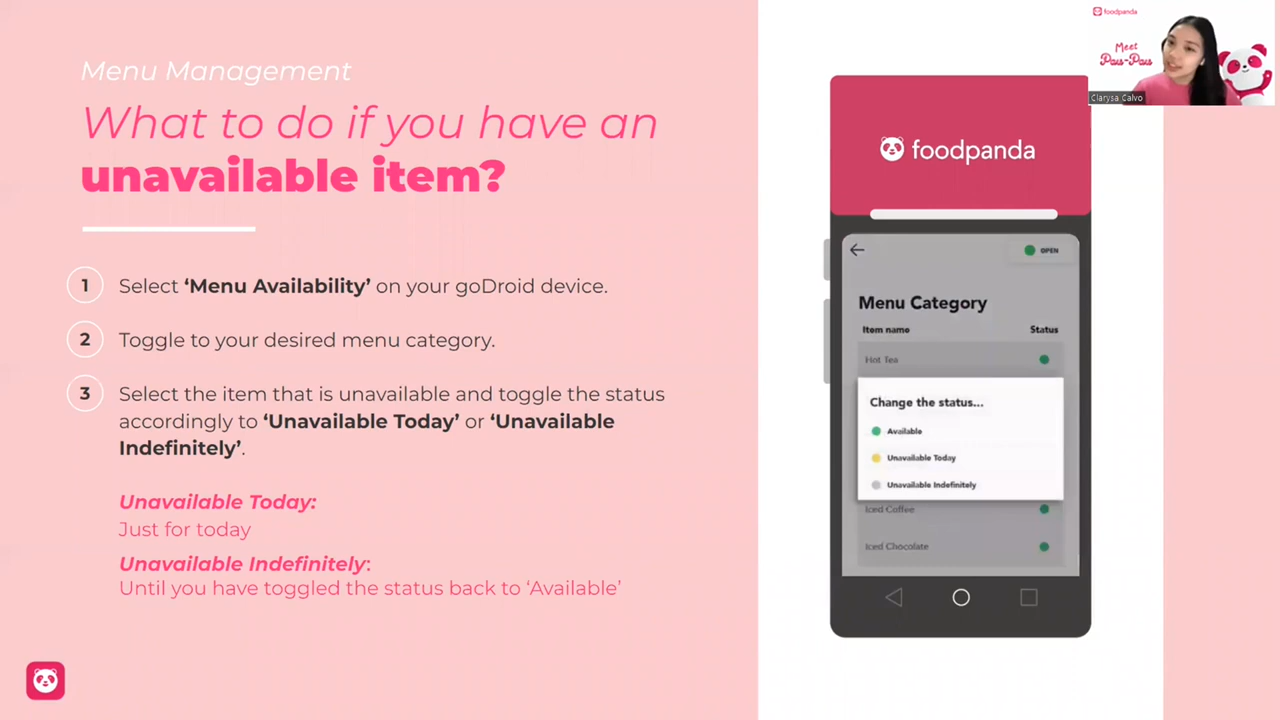 Menu Management
What to do if you have an
unavailable item?
1 Select ‘Menu Availability’ on your goDroid device.
2 Toggle to your desired menu category.
3 Select the item that is unavailable and toggle the status
accordingly to ‘Unavailable Today’ or ‘Unavailable
Indefinitely’.
Unavailable Today:
Just for today
Unavailable Indefinitely:
Until you have toggled the status back to ‘Available’
foodpanda
OPEN
Menu Category
Item name Status
Hot Tea
Change the status...
Available
Unavailable Today
Unavailable Indefinitely
Iced Coffee
Iced Chocolate
foodpanda
Meet
Pau-Pau
Clarysa Calvo